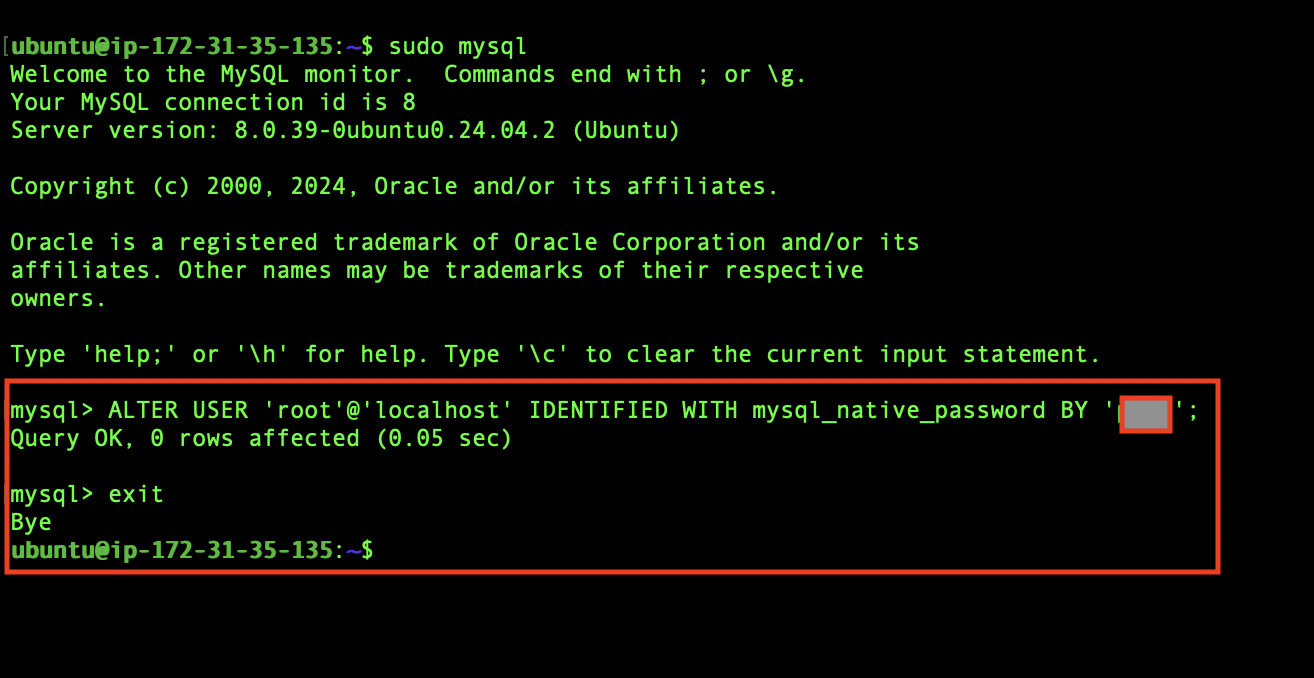 ubuntu@ip-172-31-35-135:~$ sudo mysql
Welcome to the MySQL monitor.  Commands end with ; or \g.
Your MySQL connection id is 8
Server version: 8.0.39-0ubuntu0.24.04.2 (Ubuntu)
Copyright (c) 2000, 2024, Oracle and/or its affiliates.
Oracle is a registered trademark of Oracle Corporation and/or its
affiliates. Other names may be trademarks of their respective
owners.
Type 'help;' or '\h' for help. Type '\c' to clear the current input statement.
mysql> ALTER USER 'root'@'localhost' IDENTIFIED WITH mysql_native_password BY '';
Query OK, 0 rows affected (0.05 sec)
mysql> exit
Bye
ubuntu@ip-172-31-35-135:~$